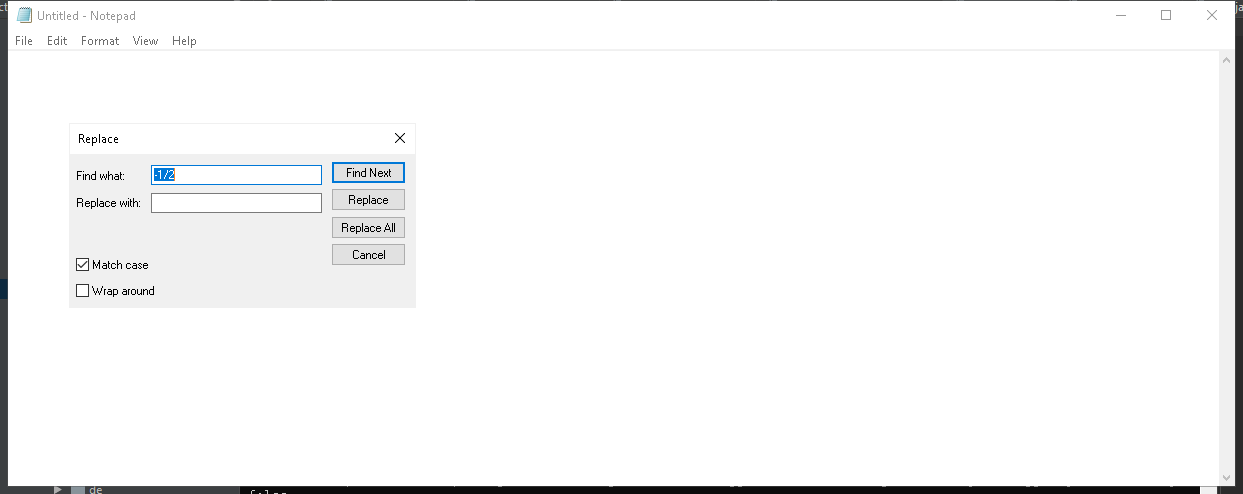 Untitled - Notepad
File Edit Format View Help
Replace
Find what: -1/2 Find Next
Replace with: Replace
Replace All
Cancel
Match case
Wrap around
de